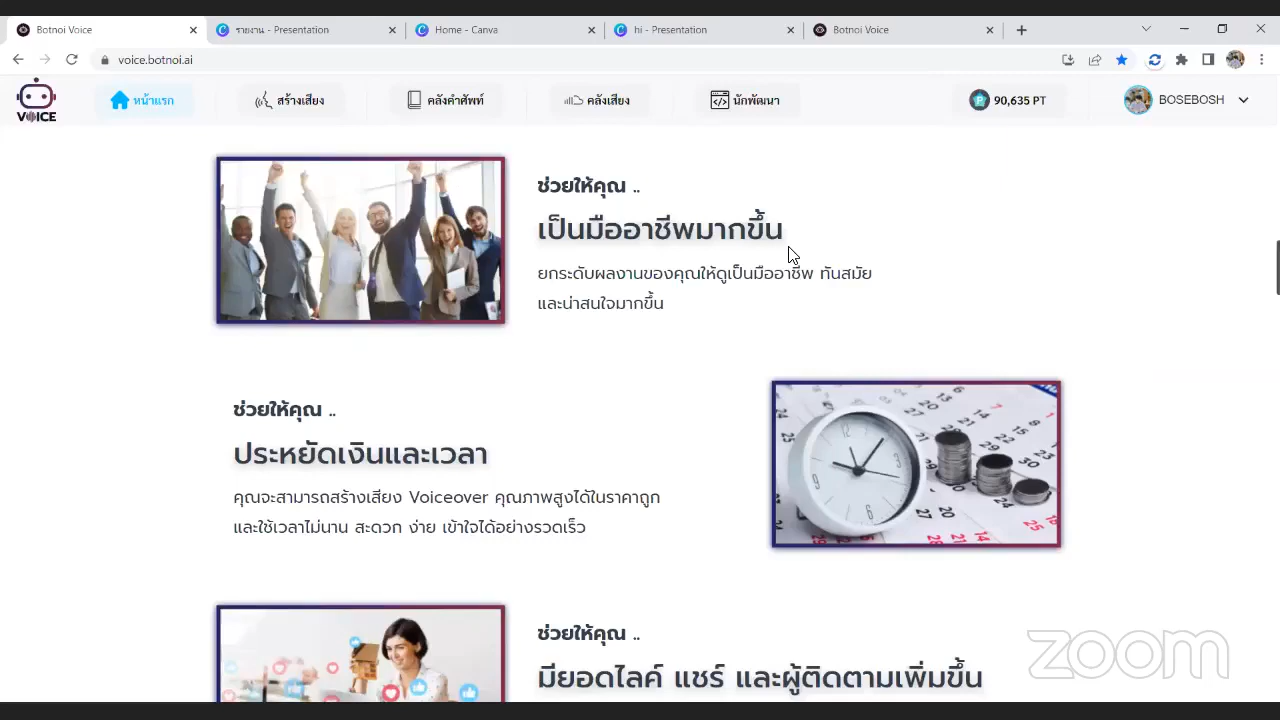 Botnoi Voice
รายงาน - Presentation
Home - Canva
hi - Presentation
Botnoi Voice
voice.botnoi.ai
VOICE
หน้าแรก
สร้างเสียง
คลังคำศัพท์
คลังเสียง
นักพัฒนา
90,635 PT
BOSEBOSH
ช่วยให้คุณ ..
เป็นมืออาชีพมากขึ้น
ยกระดับผลงานของคุณให้ดูเป็นมืออาชีพ ทันสมัย
และน่าสนใจมากขึ้น
ช่วยให้คุณ ..
ประหยัดเงินและเวลา
คุณจะสามารถสร้างเสียง Voiceover คุณภาพสูงได้ในราคาถูก
และใช้เวลาไม่นาน สะดวก ง่าย เข้าใจได้อย่างรวดเร็ว
ช่วยให้คุณ ..
มียอดไลค์ แชร์ และผู้ติดตามเพิ่มขึ้น
zoom